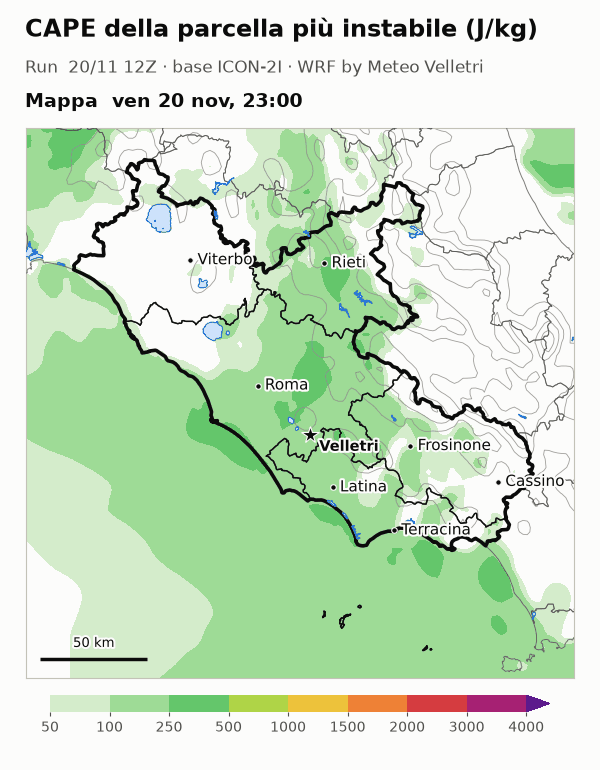 CAPE della parcella più instabile (J/kg)
Run  20/11 12Z · base ICON-2I · WRF by Meteo Velletri
Mappa  ven 20 nov, 23:00
Viterbo
Rieti
Roma
Velletri
Frosinone
Cassino
Latina
Terracina
50 km
50 100 250 500 1000 1500 2000 3000 4000